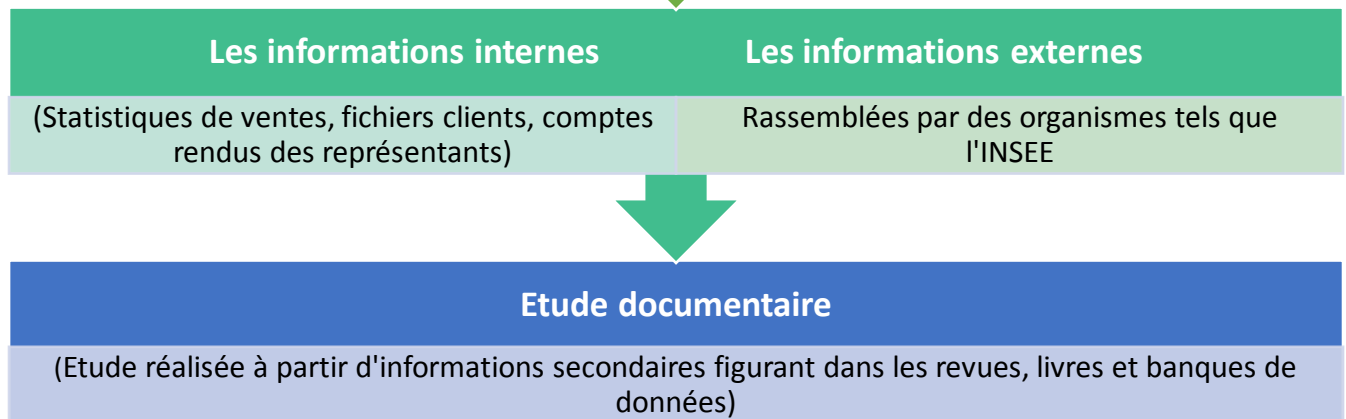 Les informations internes
Les informations externes
(Statistiques de ventes, fichiers clients, comptes
rendus des représentants)
Rassemblées par des organismes tels que
l'INSEE
Etude documentaire
(Etude réalisée à partir d'informations secondaires figurant dans les revues, livres et banques de
données)